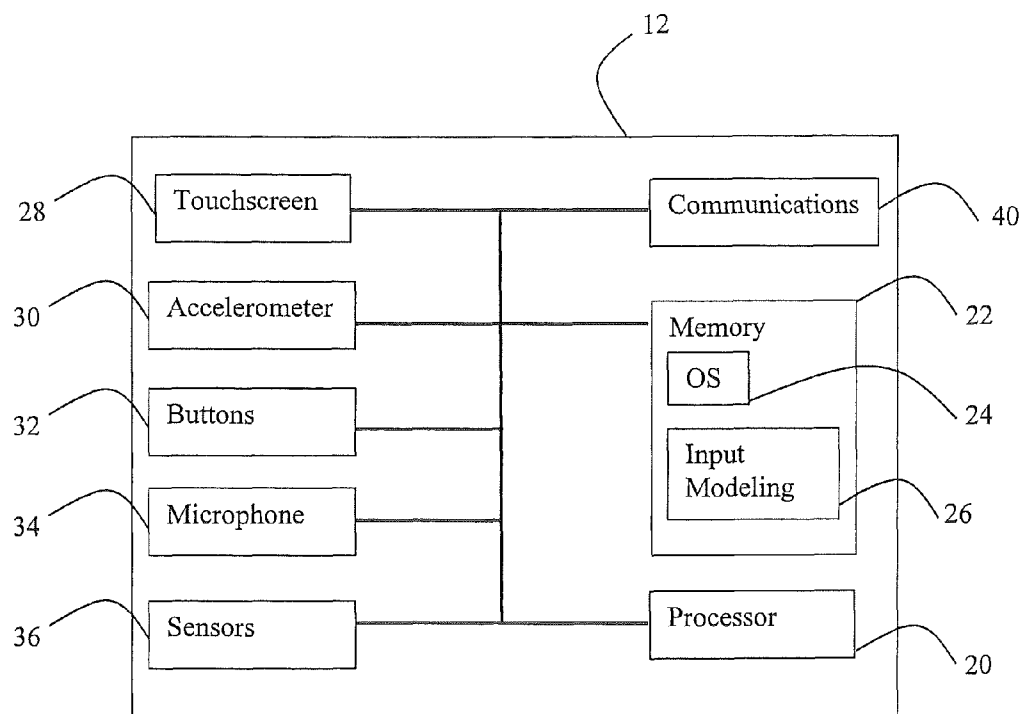 12
28
Touchscreen
Communications
40
30
Accelerometer
Memory
22
OS
24
32
Buttons
Input
Modeling
26
34
Microphone
36
Sensors
Processor
20